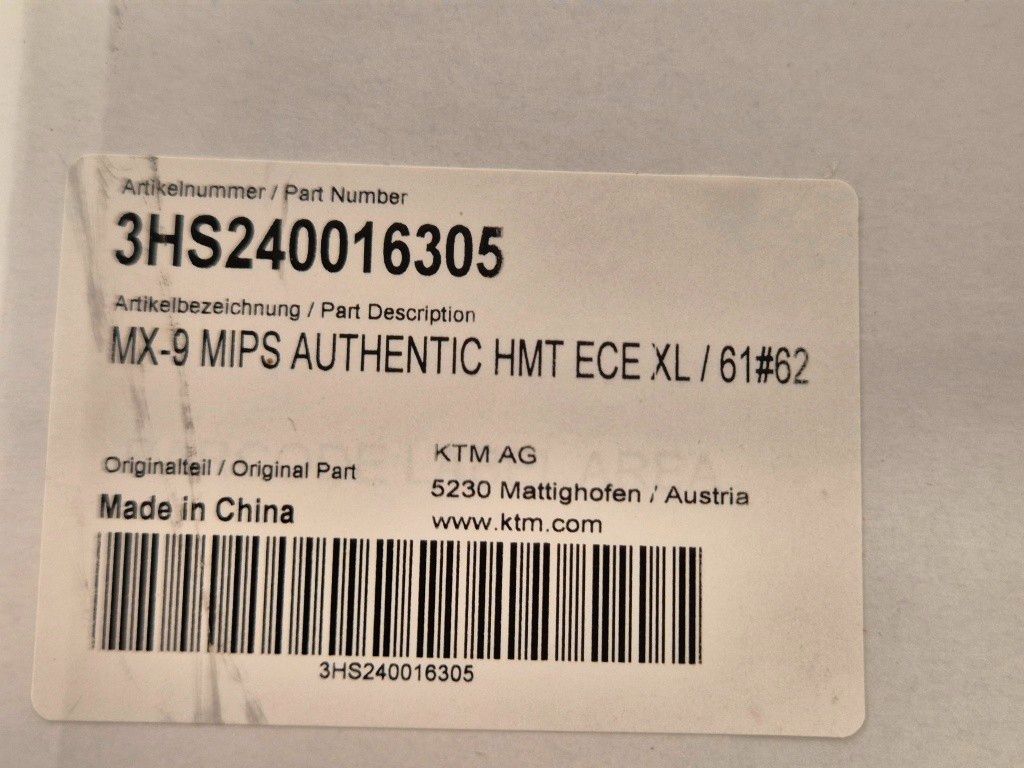 Artikelnummer / Part Number
3HS240016305
Artikelbezeichnung / Part Description
MX-9 MIPS AUTHENTIC HMT ECE XL / 61#62
Originalteil / Original Part
Made in China
KTM AG
5230 Mattighofen / Austria
www.ktm.com
3HS240016305